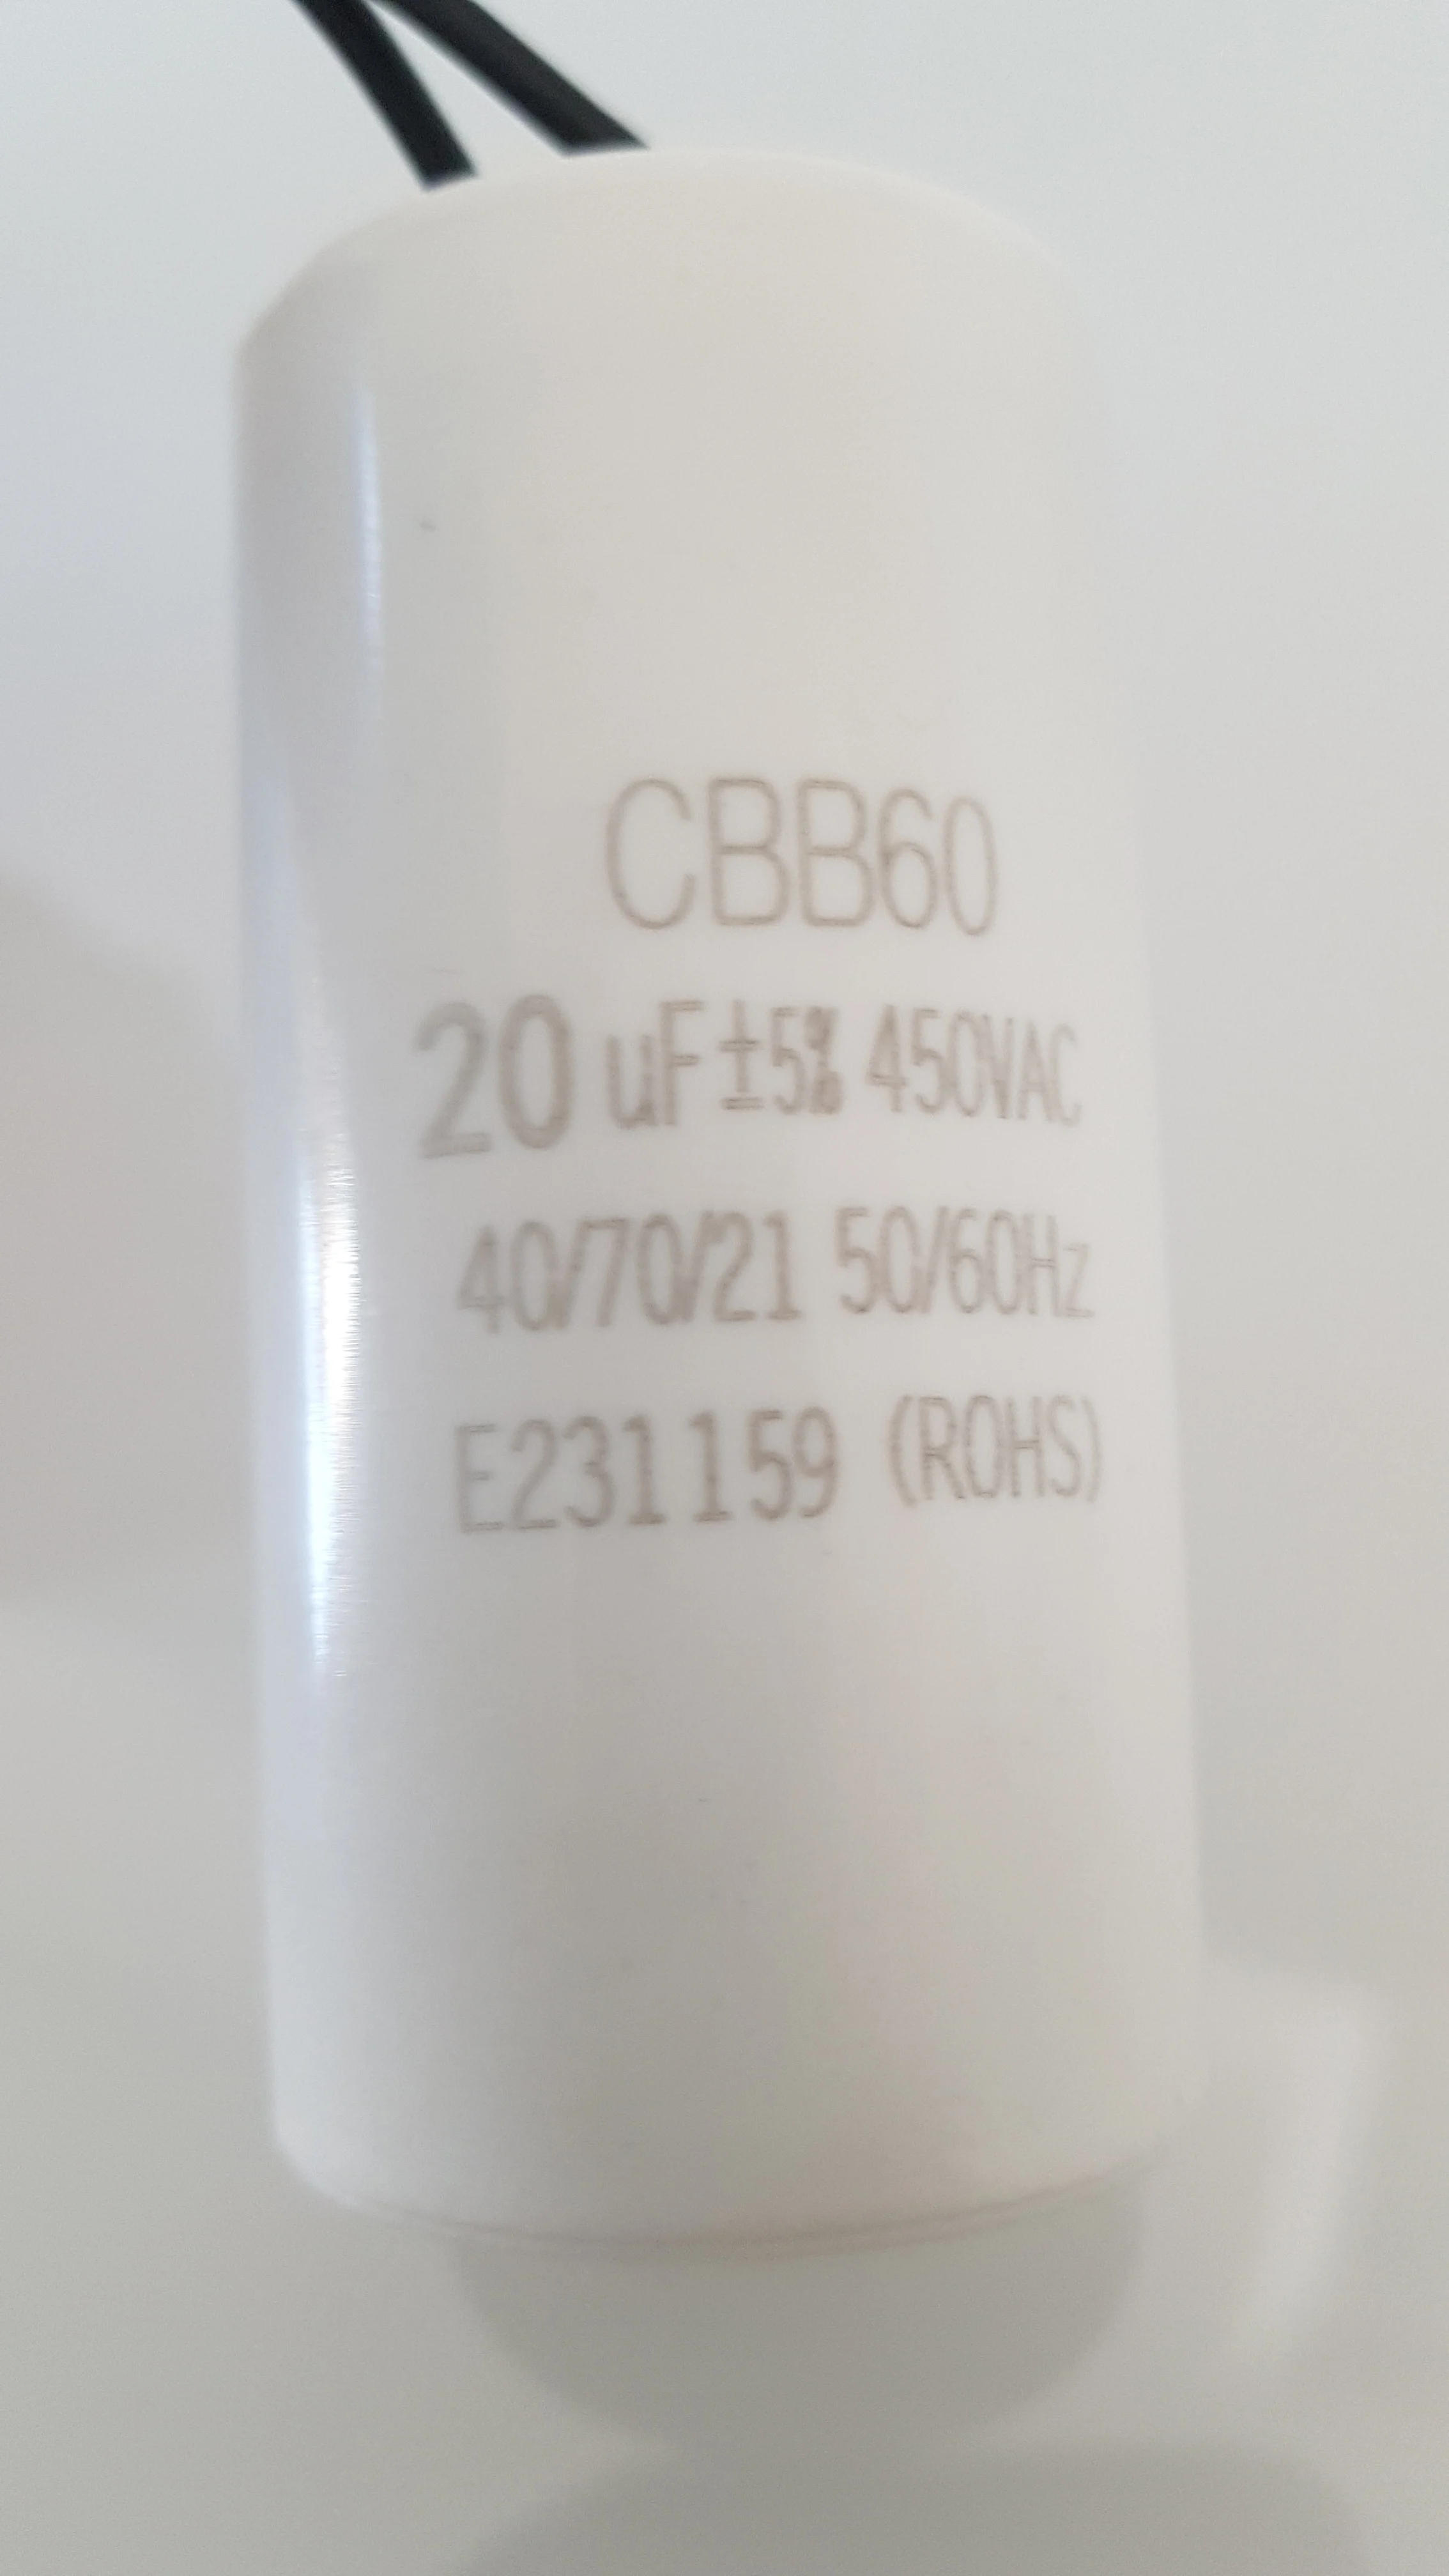 CBB60
20 uF ±5% 450VAC
40/70/21 50/60Hz
E231159 (ROHS)